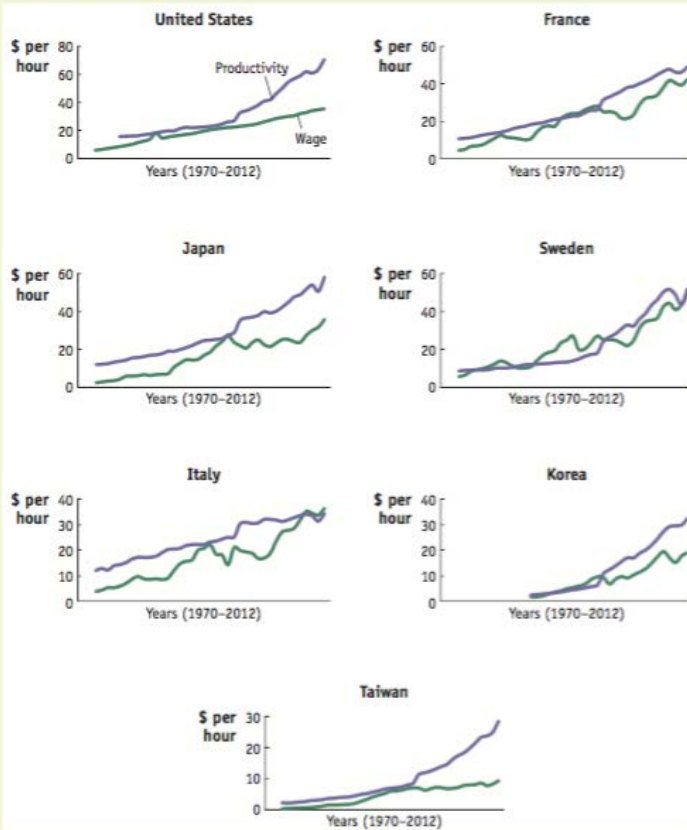 United States
$ per hour
80
60
40
20
0
Productivity
Wage
Years (1970–2012)
France
$ per hour
60
40
20
0
Years (1970–2012)
Japan
$ per hour
60
40
20
0
Years (1970–2012)
Sweden
$ per hour
60
40
20
0
Years (1970–2012)
Italy
$ per hour
40
30
20
10
0
Years (1970–2012)
Korea
$ per hour
40
30
20
10
0
Years (1970–2012)
Taiwan
$ per hour
30
20
10
0
Years (1970–2012)